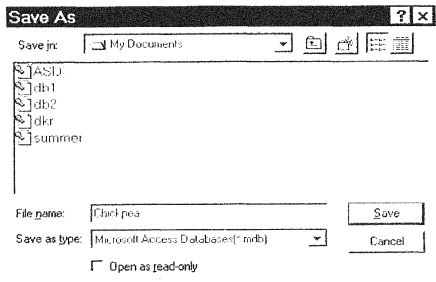 Save As
Save in: My Documents
ASD
db1
db2
dkr
summer
File name: Chickpea Save
Save as type: Microsoft Access Databases(*.mdb) Cancel
Open as read-only